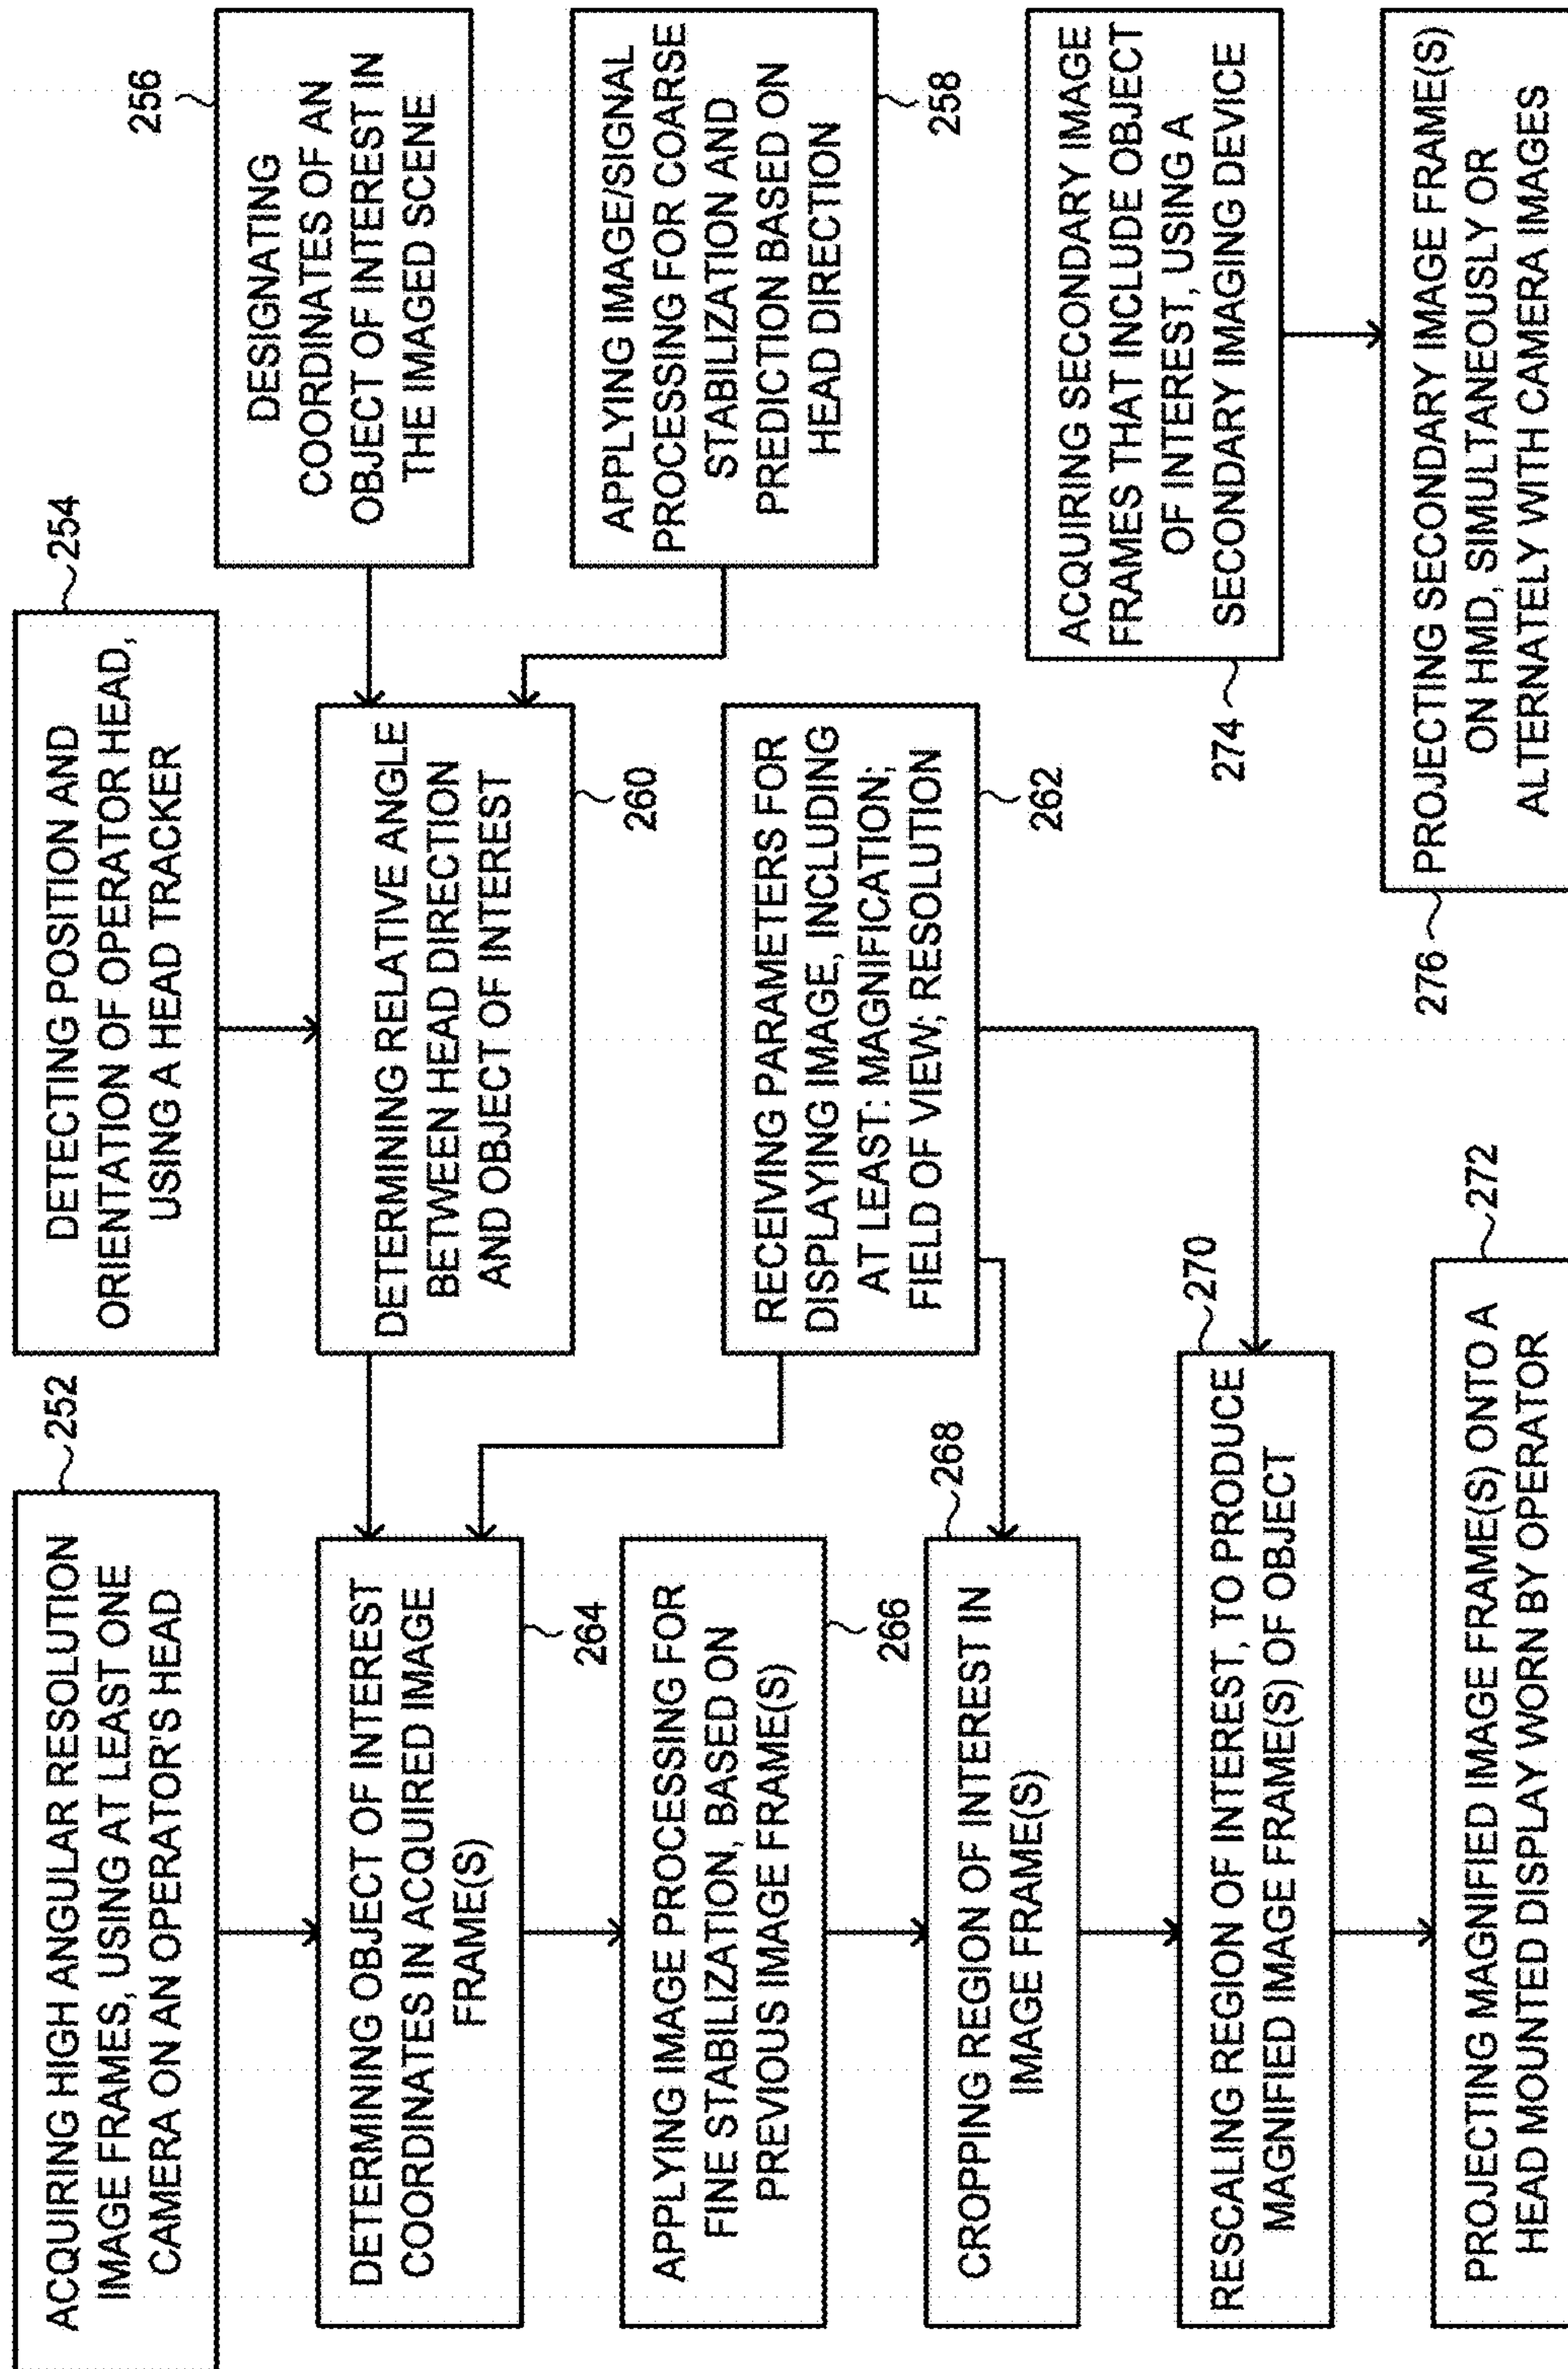 ACQUIRING HIGH ANGULAR RESOLUTION
IMAGE FRAMES, USING AT LEAST ONE
CAMERA ON AN OPERATOR'S HEAD
252
DETECTING POSITION AND
ORIENTATION OF OPERATOR HEAD,
USING A HEAD TRACKER
254
DESIGNATING
COORDINATES OF AN
OBJECT OF INTEREST IN
THE IMAGED SCENE
256
APPLYING IMAGE/SIGNAL
PROCESSING FOR COARSE
STABILIZATION AND
PREDICTION BASED ON
HEAD DIRECTION
258
DETERMINING RELATIVE ANGLE
BETWEEN HEAD DIRECTION
AND OBJECT OF INTEREST
260
RECEIVING PARAMETERS FOR
DISPLAYING IMAGE, INCLUDING
AT LEAST: MAGNIFICATION;
FIELD OF VIEW; RESOLUTION
262
DETERMINING OBJECT OF INTEREST
COORDINATES IN ACQUIRED IMAGE
FRAME(S)
264
APPLYING IMAGE PROCESSING FOR
FINE STABILIZATION, BASED ON
PREVIOUS IMAGE FRAME(S)
266
CROPPING REGION OF INTEREST IN
IMAGE FRAME(S)
268
RESCALING REGION OF INTEREST, TO PRODUCE
MAGNIFIED IMAGE FRAME(S) OF OBJECT
270
PROJECTING MAGNIFIED IMAGE FRAME(S) ONTO A
HEAD MOUNTED DISPLAY WORN BY OPERATOR
272
ACQUIRING SECONDARY IMAGE
FRAMES THAT INCLUDE OBJECT
OF INTEREST, USING A
SECONDARY IMAGING DEVICE
274
PROJECTING SECONDARY IMAGE FRAME(S)
ON HMD, SIMULTANEOUSLY OR
ALTERNATELY WITH CAMERA IMAGES
276